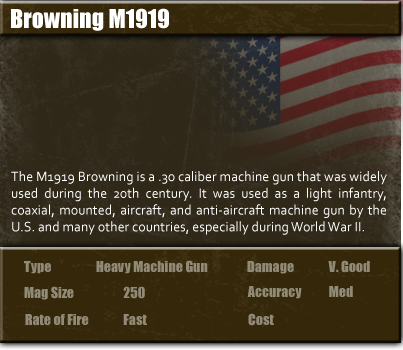 Browning M1919
The M1919 Browning is a .30 caliber machine gun that was widely
used during the 20th century. It was used as a light infantry,
coaxial, mounted, aircraft, and anti-aircraft machine gun by the
U.S. and many other countries, especially during World War II.
Type Heavy Machine Gun Damage V. Good
Mag Size 250 Accuracy Med
Rate of Fire Fast Cost